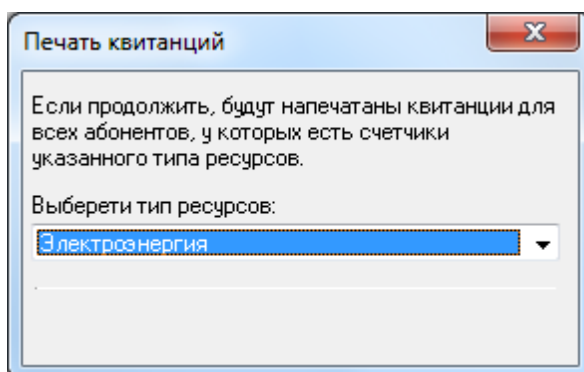 Печать квитанций
Если продолжить, будут напечатаны квитанции для
всех абонентов, у которых есть счетчики
указанного типа ресурсов.
Выберети тип ресурсов:
Электроэнергия